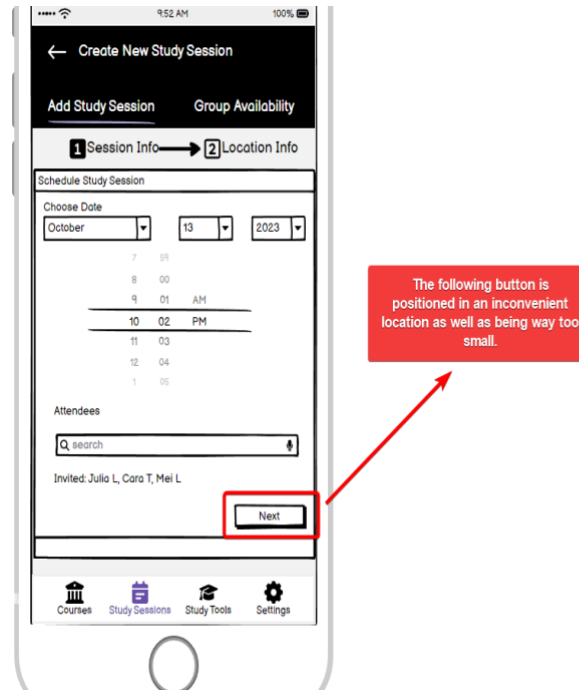 9:52 AM 100%
← Create New Study Session
Add Study Session Group Availability
1 Session Info 2 Location Info
Schedule Study Session
Choose Date
October 13 2023
7 59
8 00
9 01 AM
10 02 PM
11 03
12 04
1 05
Attendees
search
Invited: Julia L, Cara T, Mei L
Next
Courses Study Sessions Study Tools Settings
The following button is
positioned in an inconvenient
location as well as being way too
small.